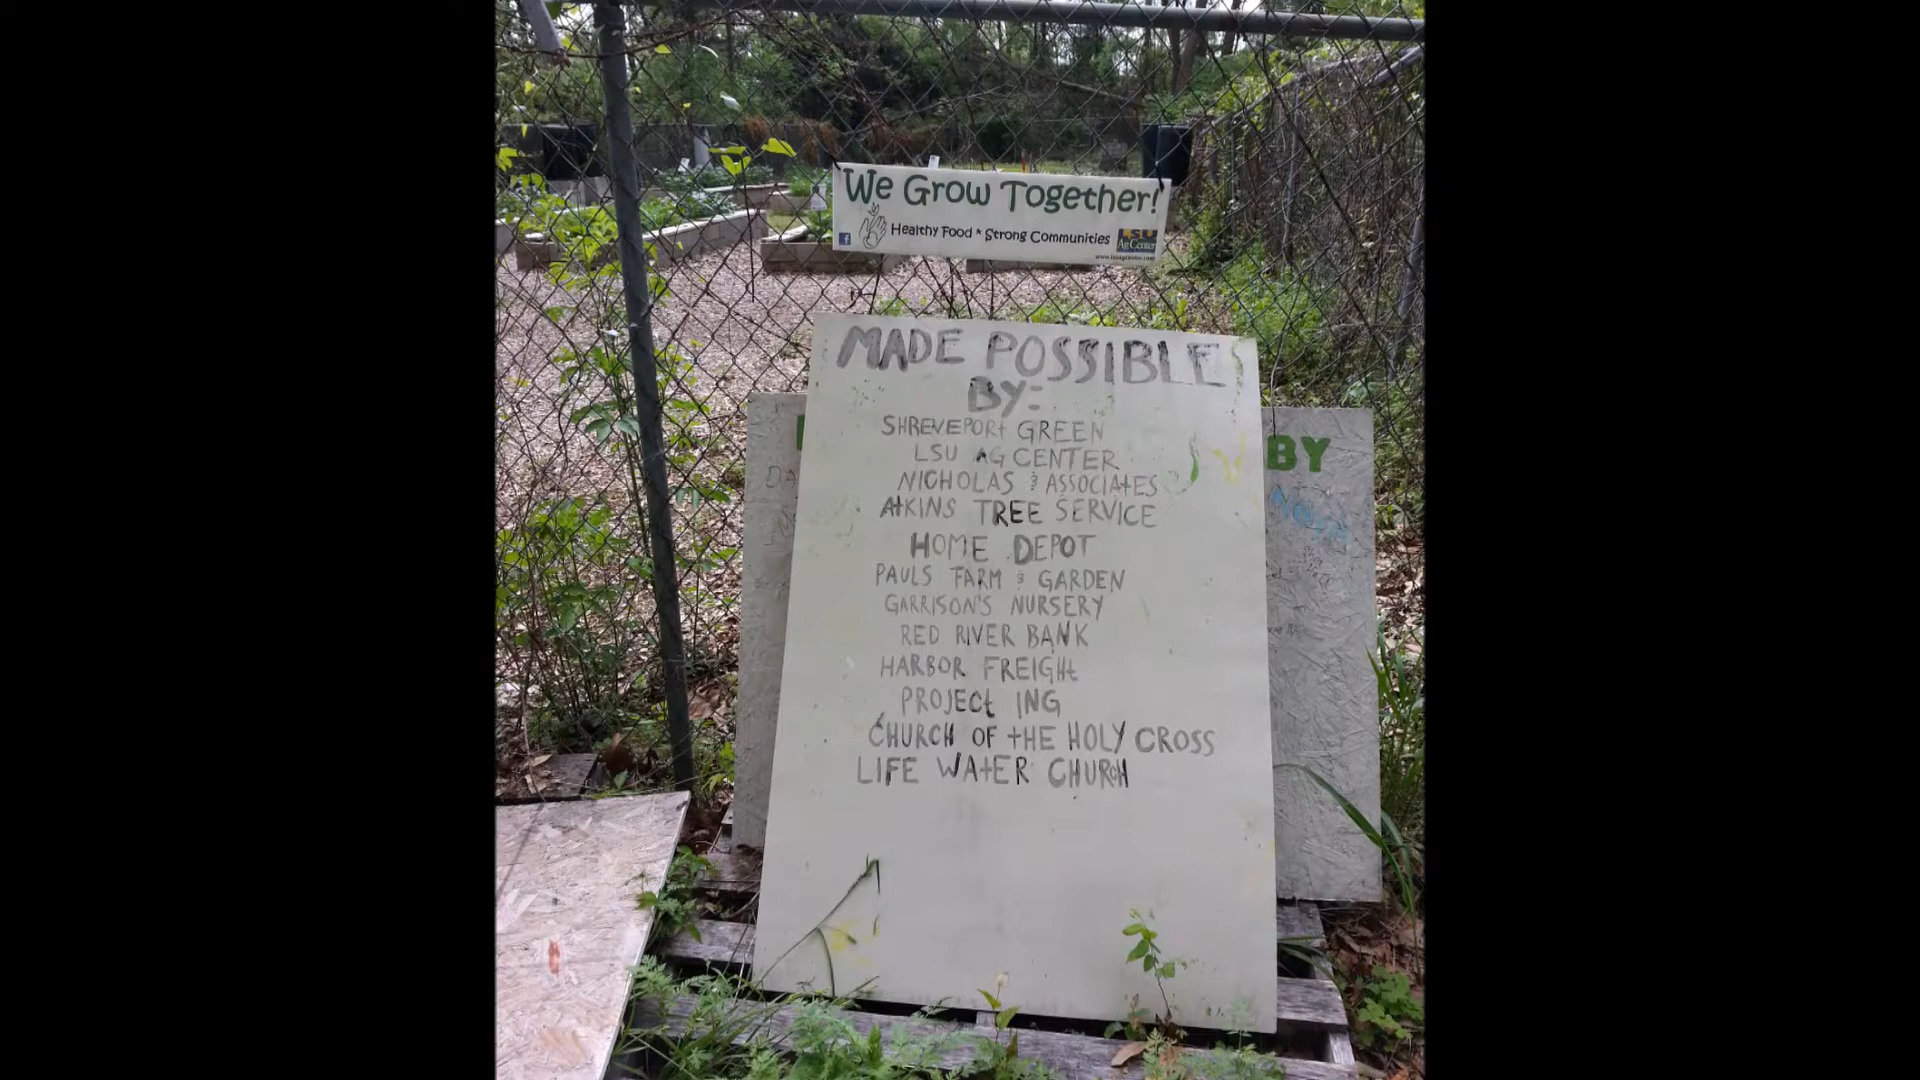 We Grow Together!
Healthy Food * Strong Communities
LSU
AgCenter
MADE POSSIBLE
BY:
SHREVEPORt GREEN
LSU AG CENTER
NICHOLAS & ASSOCIAtES
AtKINS TREE SERVICE
HOME DEPOT
PAULS FARM & GARDEN
GARRISON'S NURSERY
RED RIVER BANK
HARBOR FREIGHt
PROJECt ING
CHURCH OF tHE HOLY CROSS
LIFE WAtER CHURCH
BY